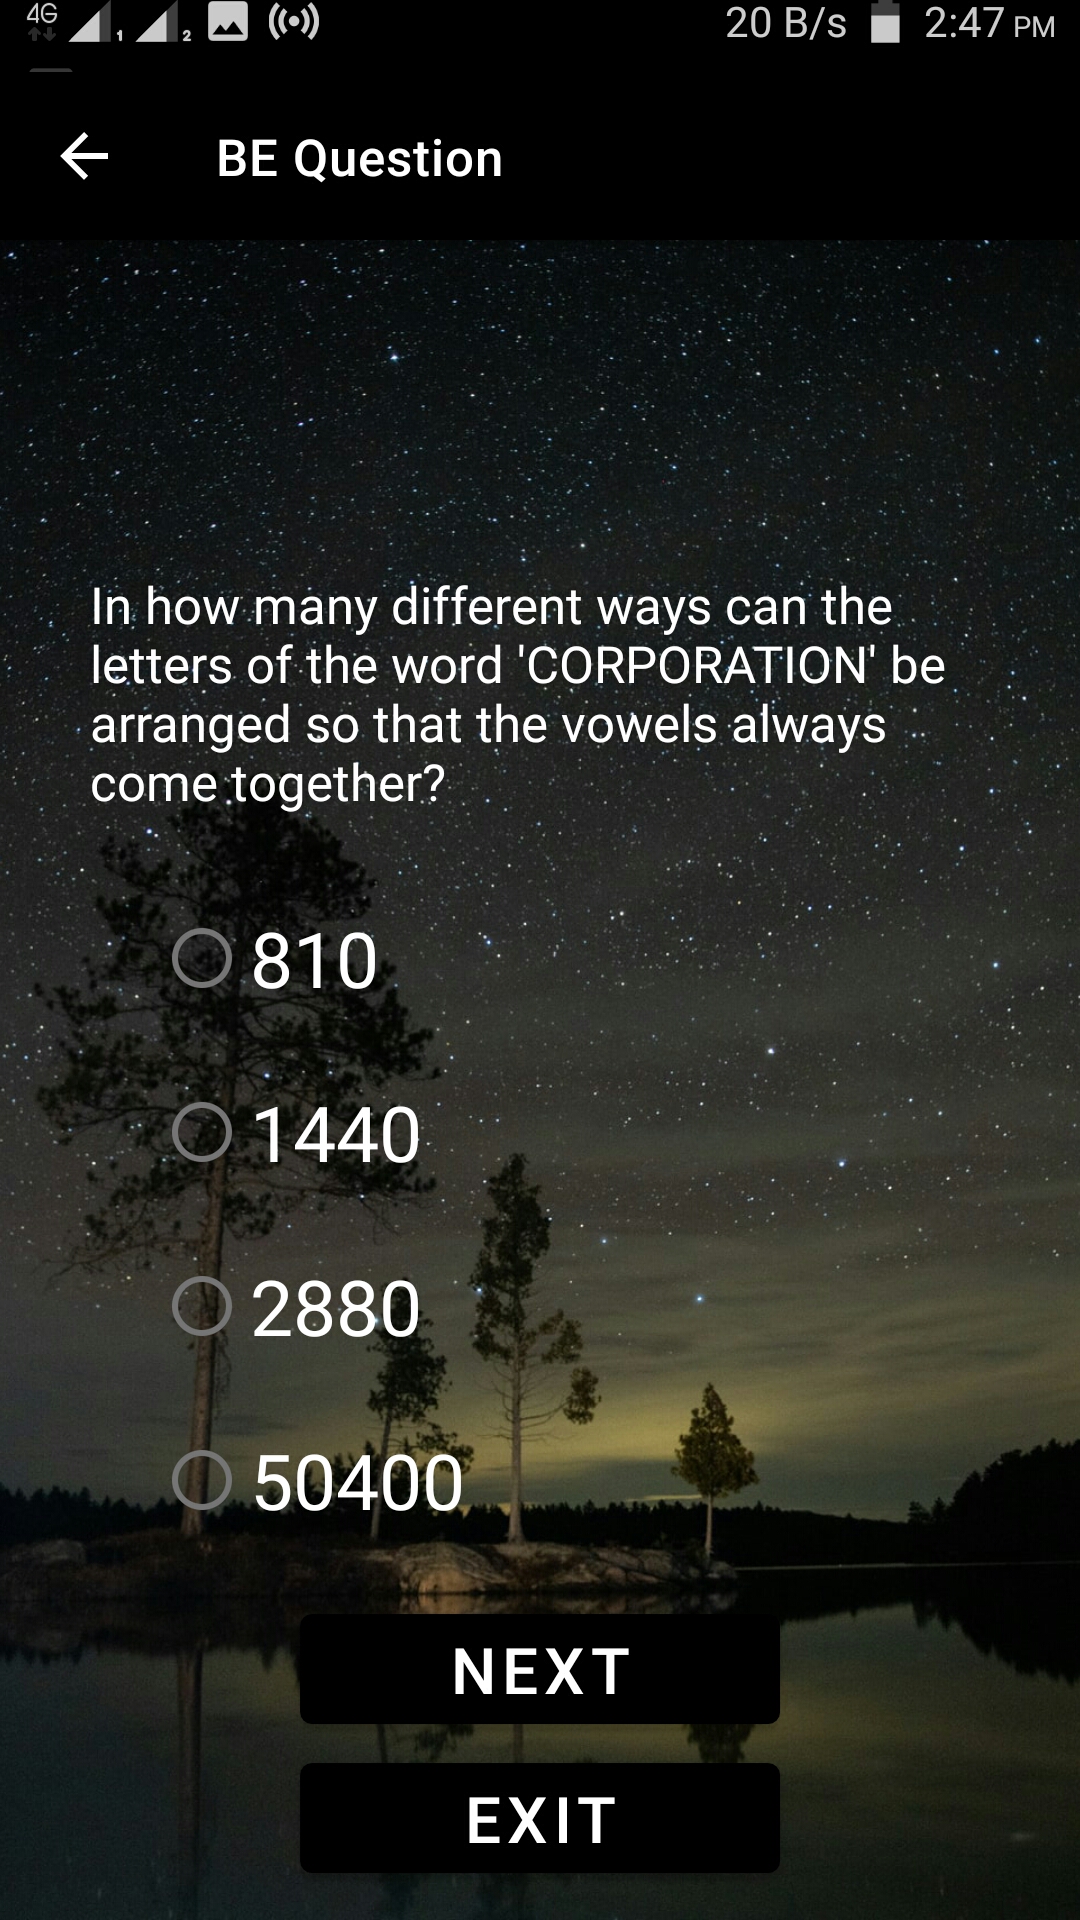 4G 1 2 20 B/s 2:47 PM
BE Question
In how many different ways can the
letters of the word 'CORPORATION' be
arranged so that the vowels always
come together?
810
1440
2880
50400
NEXT
EXIT